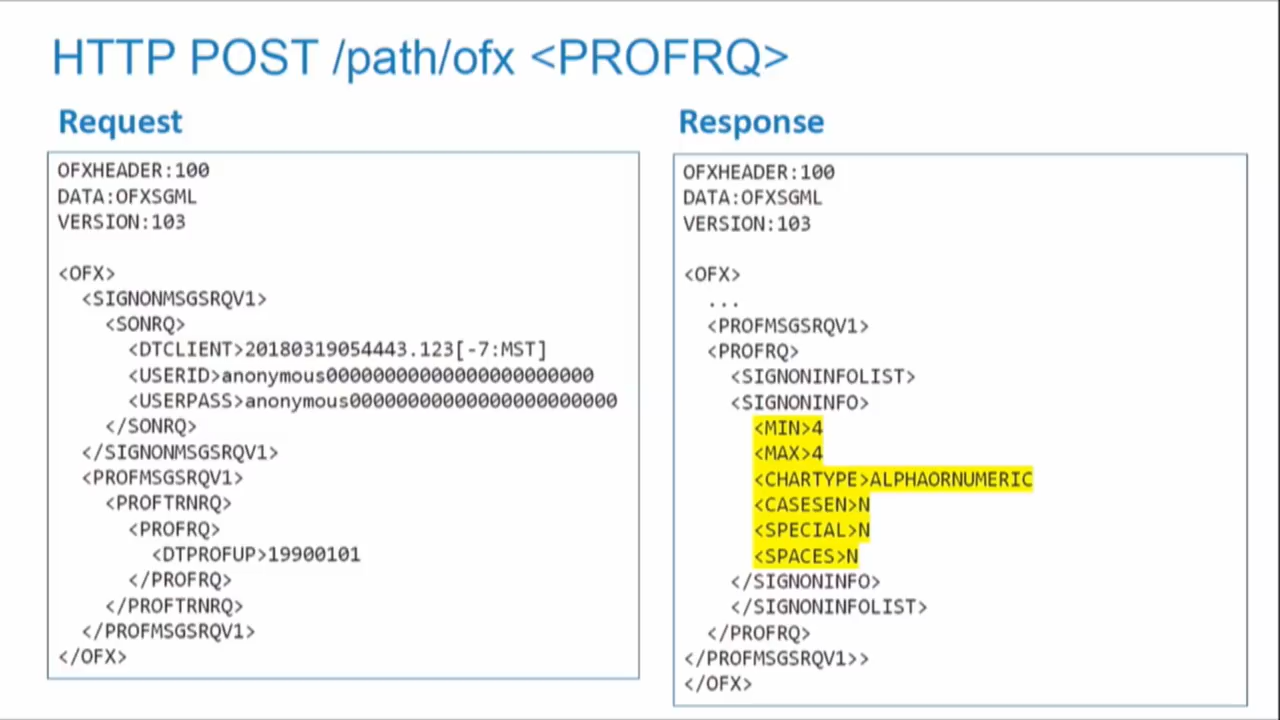 HTTP POST /path/ofx <PROFRQ>
Request
OFXHEADER:100
DATA:OFXSGML
VERSION:103
<OFX>
<SIGNONMSGSRQV1>
<SONRQ>
<DTCLIENT>20180319054443.123[-7:MST]
<USERID>anonymous00000000000000000000000
<USERPASS>anonymous00000000000000000000000
</SONRQ>
</SIGNONMSGSRQV1>
<PROFMSGSRQV1>
<PROFTRNRQ>
<PROFRQ>
<DTPROFUP>19900101
</PROFRQ>
</PROFTRNRQ>
</PROFMSGSRQV1>
</OFX>
Response
OFXHEADER:100
DATA:OFXSGML
VERSION:103
<OFX>
...
<PROFMSGSRQV1>
<PROFRQ>
<SIGNONINFOLIST>
<SIGNONINFO>
<MIN>4
<MAX>4
<CHARTYPE>ALPHAORNUMERIC
<CASESEN>N
<SPECIAL>N
<SPACES>N
</SIGNONINFO>
</SIGNONINFOLIST>
</PROFRQ>
</PROFMSGSRQV1>>
</OFX>